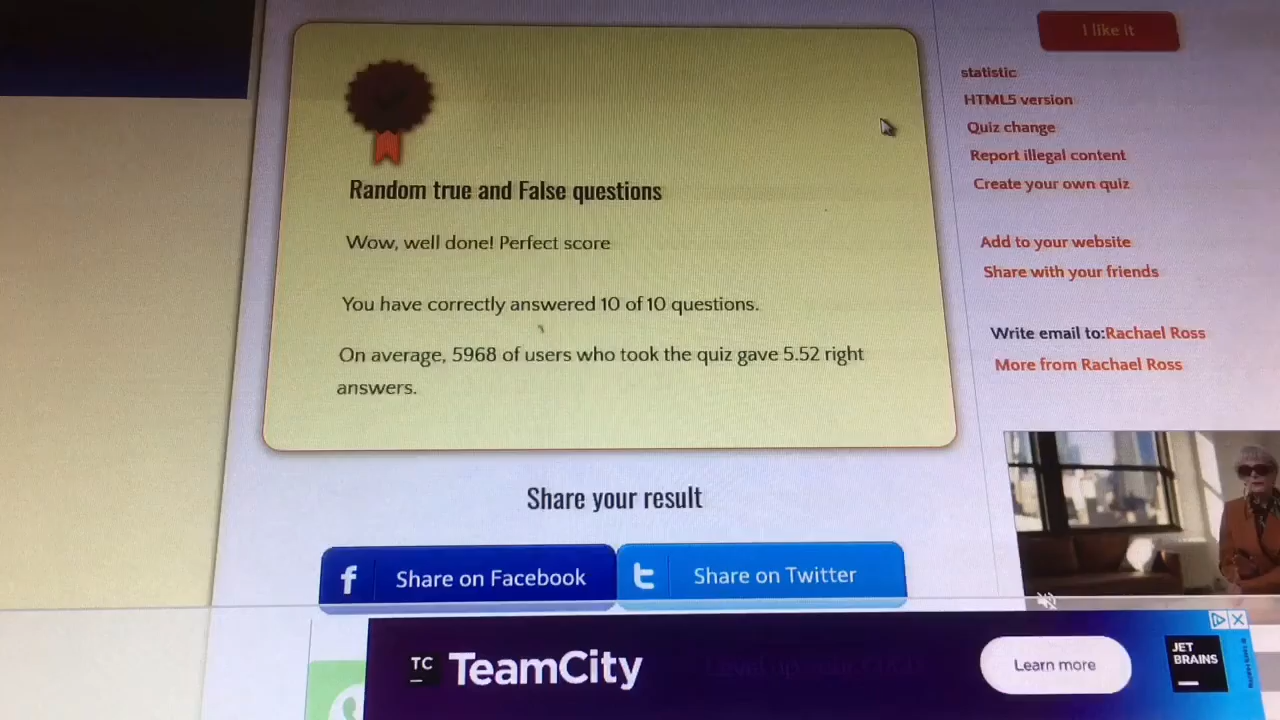 I like it
statistic
HTML5 version
Quiz change
Report illegal content
Create your own quiz
Random true and False questions
Wow, well done! Perfect score
You have correctly answered 10 of 10 questions.
On average, 5968 of users who took the quiz gave 5.52 right
answers.
Add to your website
Share with your friends
Write email to:Rachael Ross
More from Rachael Ross
Share your result
f Share on Facebook
t Share on Twitter
TC TeamCity
Learn more
JET
BRAINS